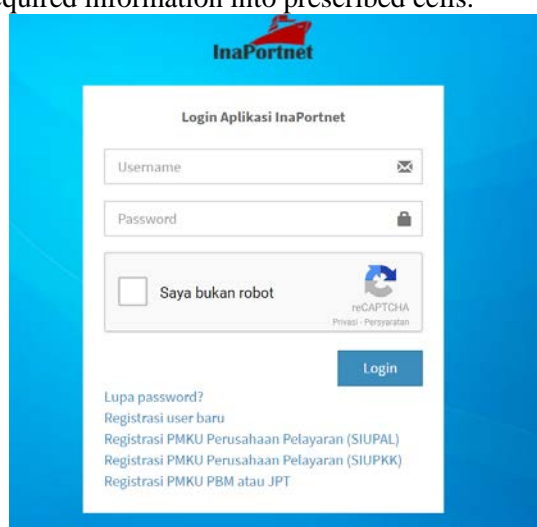 equired information into prescribed cells.
InaPortnet
Login Aplikasi InaPortnet
Username
Password
Saya bukan robot
reCAPTCHA
Privasi - Persyaratan
Login
Lupa password?
Registrasi user baru
Registrasi PMKU Perusahaan Pelayaran (SIUPAL)
Registrasi PMKU Perusahaan Pelayaran (SIUPKK)
Registrasi PMKU PBM atau JPT